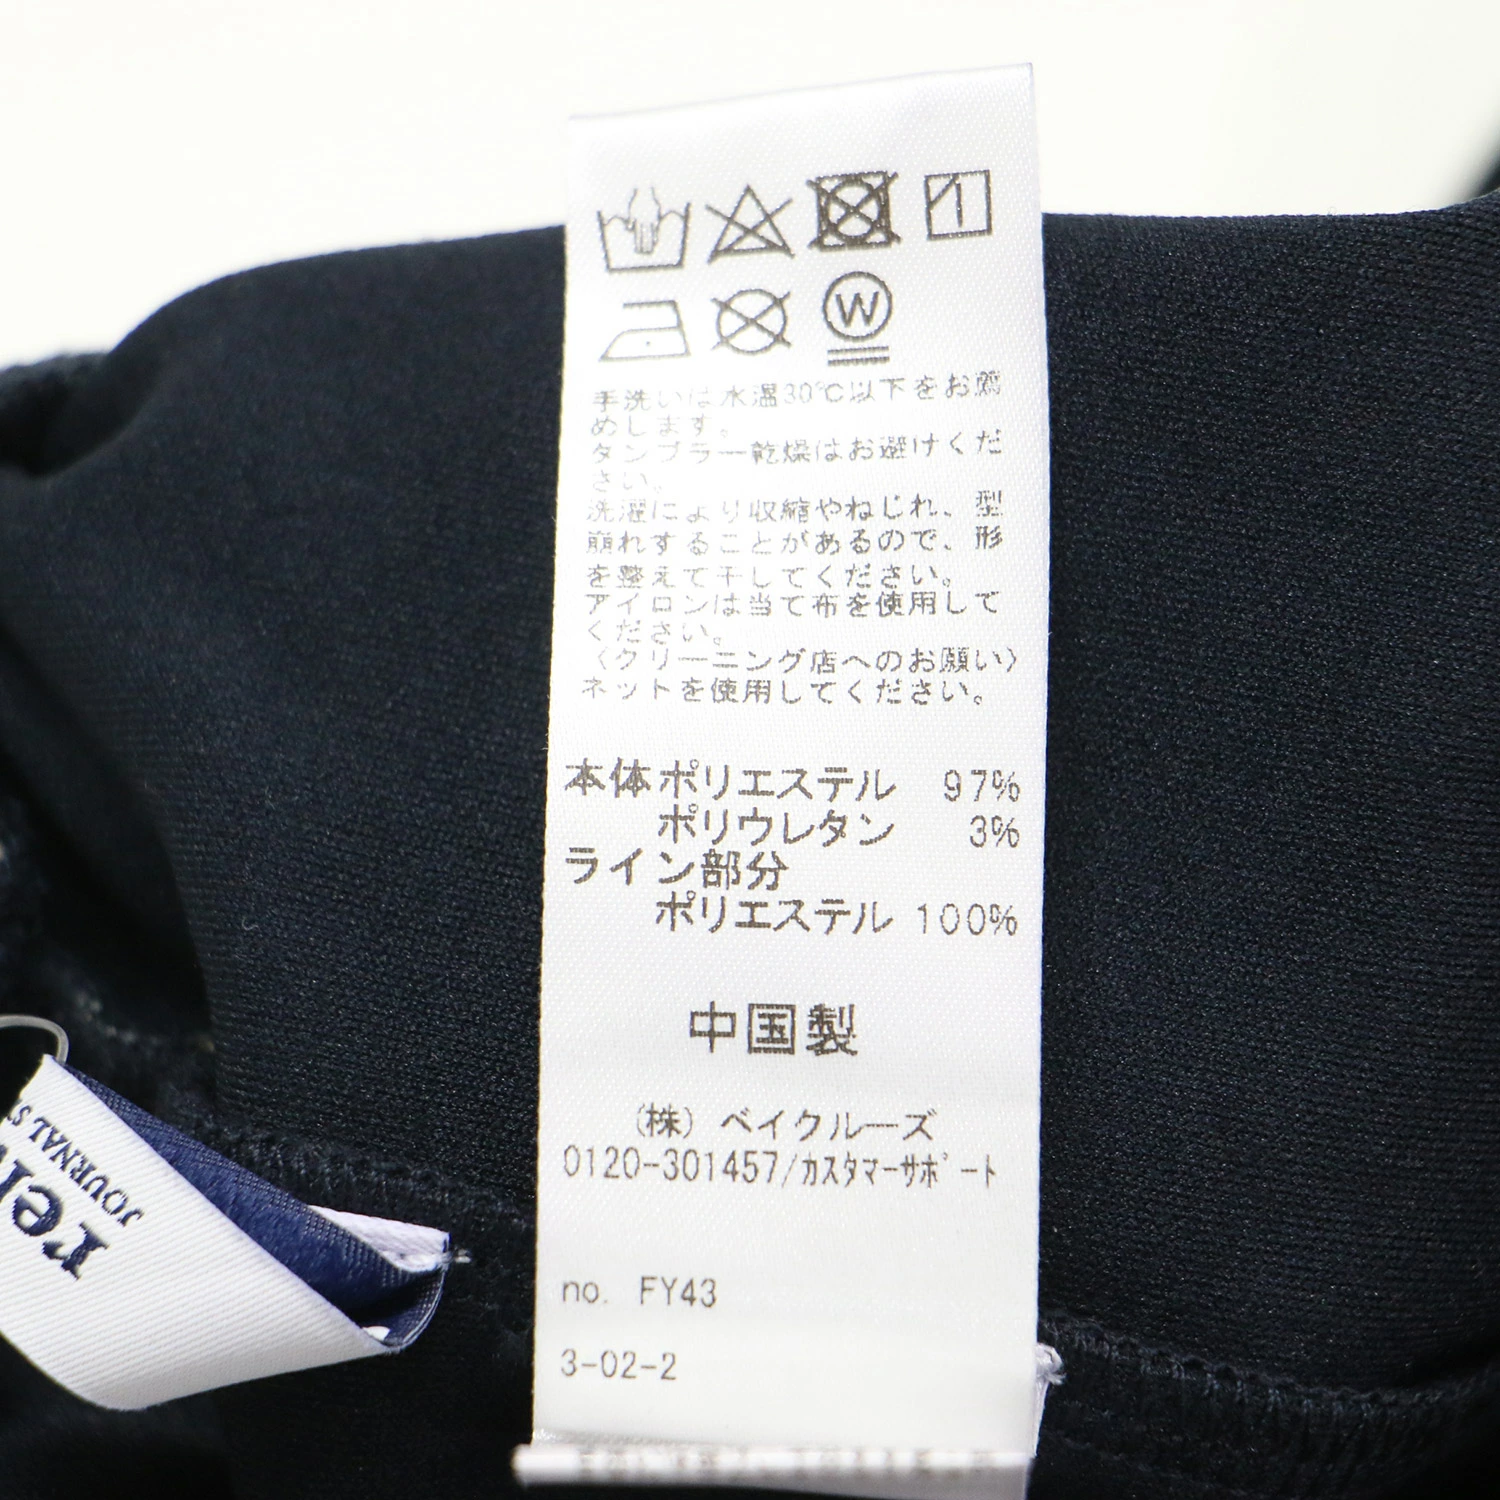 W
手洗いは水温30℃以下をお薦
めします。
タンブラー乾燥はお避けくだ
さい。
洗濯により収縮やねじれ、型
崩れすることがあるので、形
を整えて干してください。
アイロンは当て布を使用して
ください。
〈クリーニング店へのお願い〉
ネットを使用してください。
本体ポリエステル 97%
ポリウレタン 3%
ライン部分
ポリエステル 100%
中国製
(株) ベイクルーズ
0120-301457/カスタマーサポート
no. FY43
3-02-2
JOURNAL